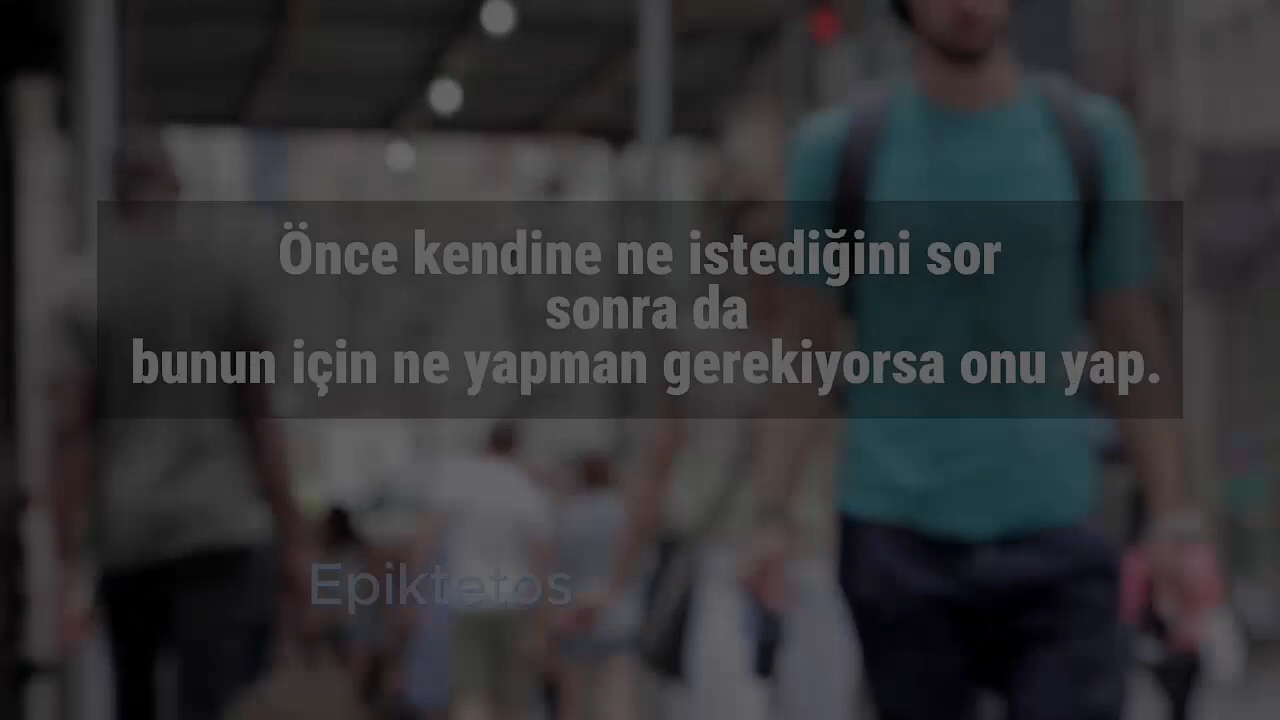 Önce kendine ne istediğini sor
sonra da
bunun için ne yapman gerekiyorsa onu yap.
Epiktetos